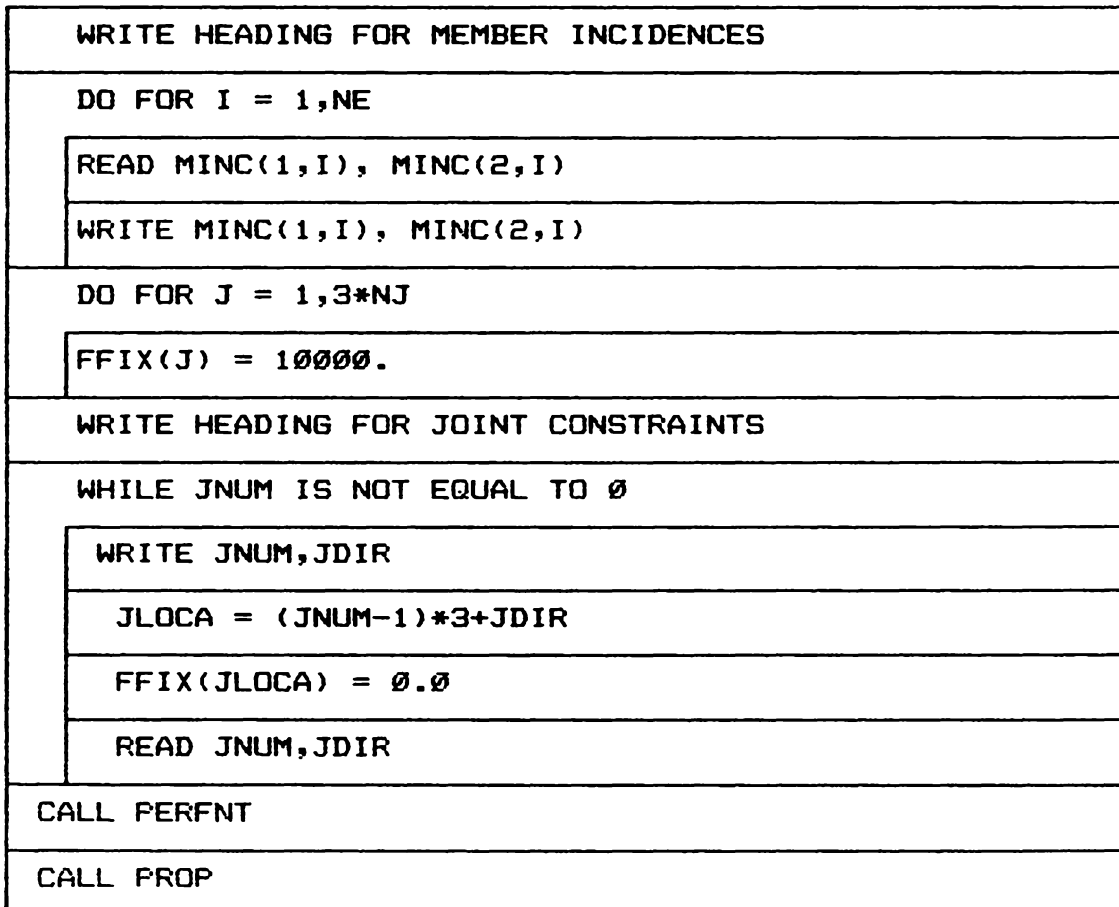 WRITE HEADING FOR MEMBER INCIDENCES
DO FOR I = 1,NE
READ MINC(1,I), MINC(2,I)
WRITE MINC(1,I), MINC(2,I)
DO FOR J = 1,3*NJ
FFIX(J) = 10000.
WRITE HEADING FOR JOINT CONSTRAINTS
WHILE JNUM IS NOT EQUAL TO 0
WRITE JNUM,JDIR
JLOCA = (JNUM-1)*3+JDIR
FFIX(JLOCA) = 0.0
READ JNUM,JDIR
CALL PERFNT
CALL PROP